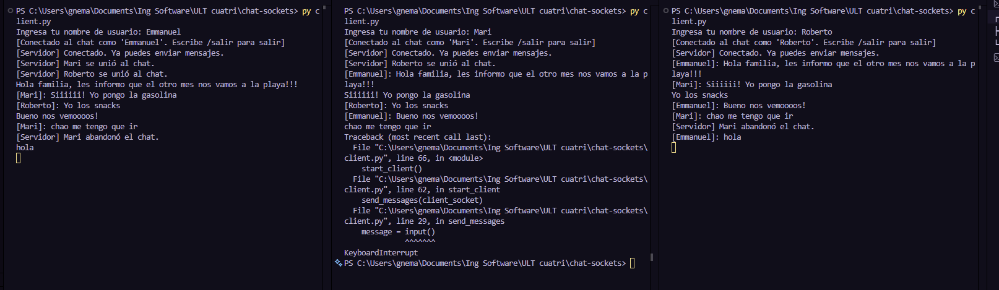 PS C:\Users\gnema\Documents\Ing Software\ULT cuatri\chat-sockets> py c
lient.py
Ingresa tu nombre de usuario: Emmanuel
[Conectado al chat como 'Emmanuel'. Escribe /salir para salir]
[Servidor] Conectado. Ya puedes enviar mensajes.
[Servidor] Mari se unió al chat.
[Servidor] Roberto se unió al chat.
Hola familia, les informo que el otro mes nos vamos a la playa!!!
[Mari]: Siiiiii! Yo pongo la gasolina
[Roberto]: Yo los snacks
Bueno nos vemoooos!
[Mari]: chao me tengo que ir
[Servidor] Mari abandonó el chat.
hola
PS C:\Users\gnema\Documents\Ing Software\ULT cuatri\chat-sockets> py c
lient.py
Ingresa tu nombre de usuario: Mari
[Conectado al chat como 'Mari'. Escribe /salir para salir]
[Servidor] Conectado. Ya puedes enviar mensajes.
[Servidor] Roberto se unió al chat.
[Emmanuel]: Hola familia, les informo que el otro mes nos vamos a la p
laya!!!
Siiiiii! Yo pongo la gasolina
[Roberto]: Yo los snacks
[Emmanuel]: Bueno nos vemoooos!
chao me tengo que ir
Traceback (most recent call last):
  File "C:\Users\gnema\Documents\Ing Software\ULT cuatri\chat-sockets\
client.py", line 66, in <module>
    start_client()
  File "C:\Users\gnema\Documents\Ing Software\ULT cuatri\chat-sockets\
client.py", line 62, in start_client
    send_messages(client_socket)
  File "C:\Users\gnema\Documents\Ing Software\ULT cuatri\chat-sockets\
client.py", line 29, in send_messages
    message = input()
              ^^^^^^^
KeyboardInterrupt
PS C:\Users\gnema\Documents\Ing Software\ULT cuatri\chat-sockets>
PS C:\Users\gnema\Documents\Ing Software\ULT cuatri\chat-sockets> py c
lient.py
Ingresa tu nombre de usuario: Roberto
[Conectado al chat como 'Roberto'. Escribe /salir para salir]
[Servidor] Conectado. Ya puedes enviar mensajes.
[Emmanuel]: Hola familia, les informo que el otro mes nos vamos a la p
laya!!!
[Mari]: Siiiiii! Yo pongo la gasolina
Yo los snacks
[Emmanuel]: Bueno nos vemoooos!
[Mari]: chao me tengo que ir
[Servidor] Mari abandonó el chat.
[Emmanuel]: hola